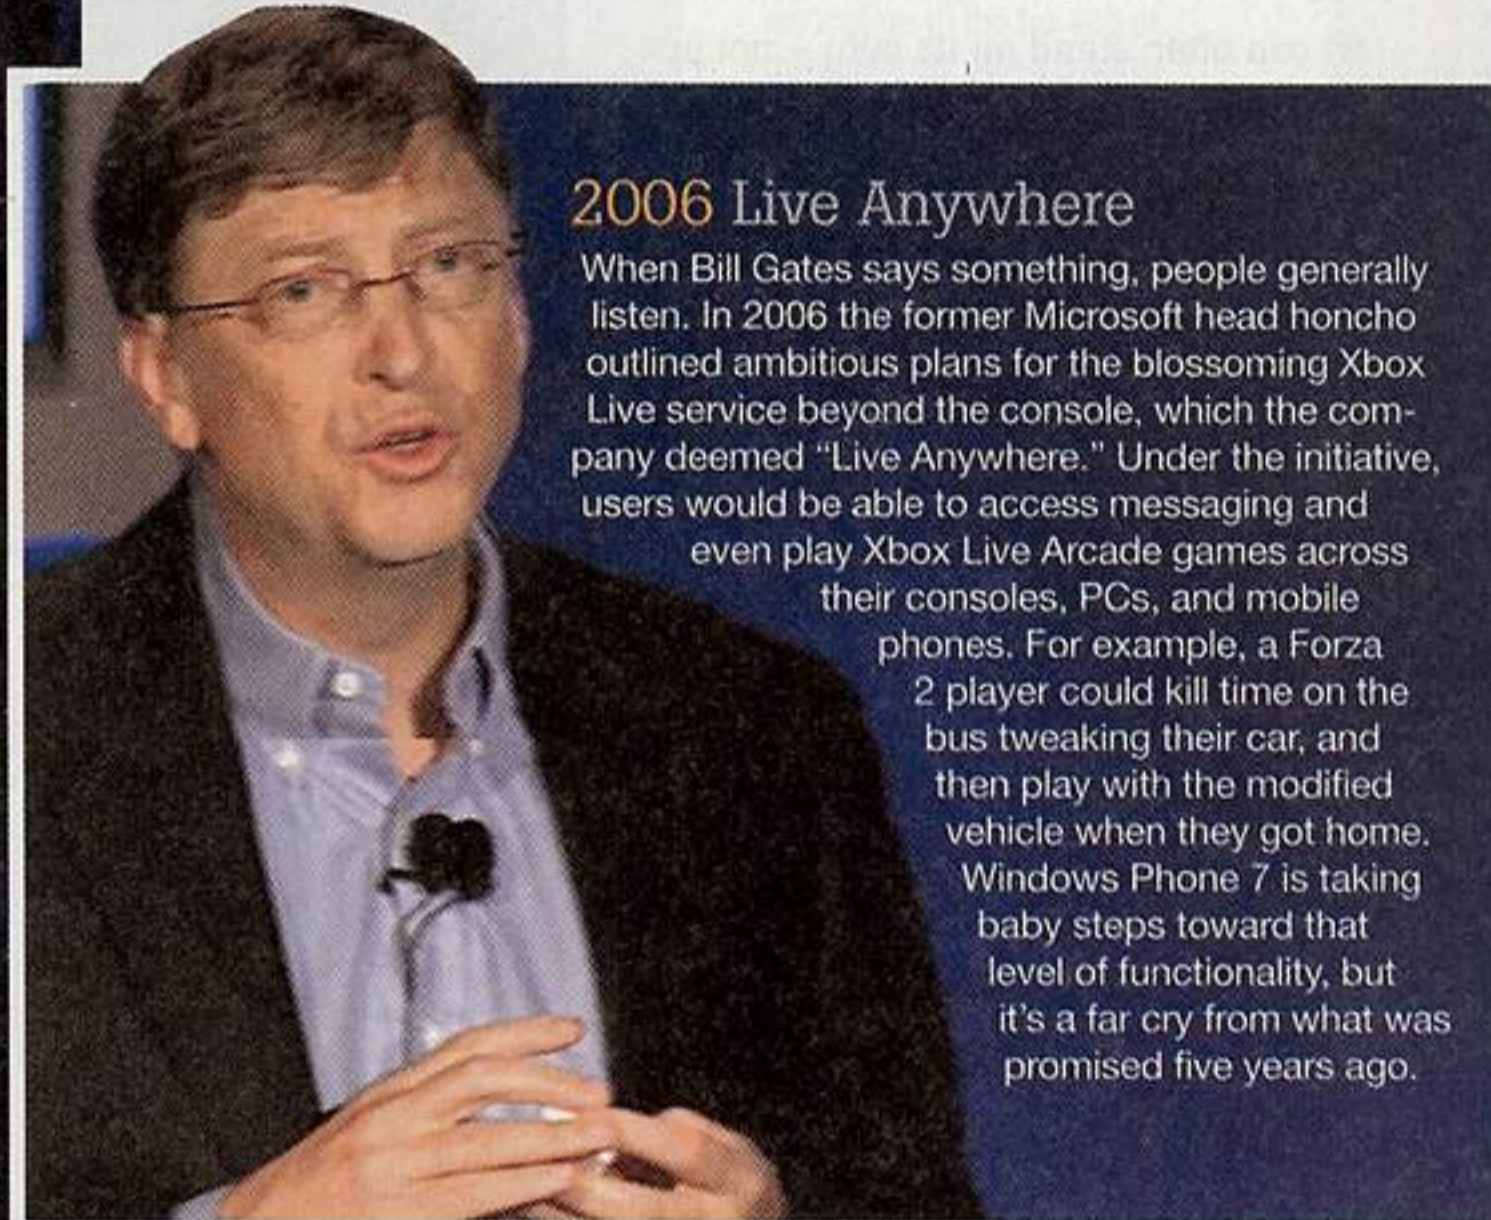 2006 Live Anywhere
When Bill Gates says something, people generally
listen. In 2006 the former Microsoft head honcho
outlined ambitious plans for the blossoming Xbox
Live service beyond the console, which the com-
pany deemed “Live Anywhere.” Under the initiative,
users would be able to access messaging and
even play Xbox Live Arcade games across
their consoles, PCs, and mobile
phones. For example, a Forza
2 player could kill time on the
bus tweaking their car, and
then play with the modified
vehicle when they got home.
Windows Phone 7 is taking
baby steps toward that
level of functionality, but
it’s a far cry from what was
promised five years ago.